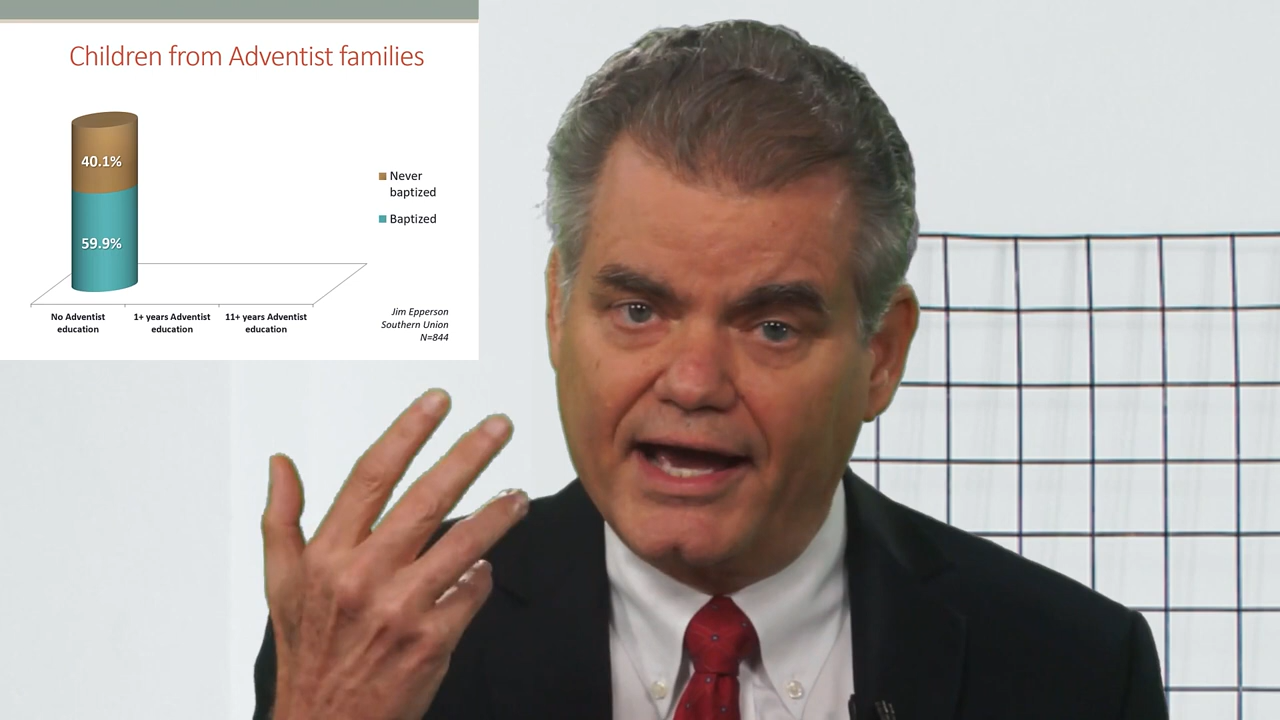 Children from Adventist families
40.1%
59.9%
Never
baptized
Baptized
No Adventist
education
1+ years Adventist
education
11+ years Adventist
education
Jim Epperson
Southern Union
N=844